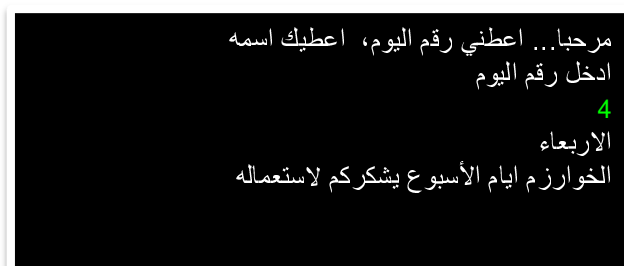 مرحبا... اعطني رقم اليوم، اعطيك اسمه
ادخل رقم اليوم
4
الاربعاء
الخوارزم ايام الأسبوع يشكركم لاستعماله